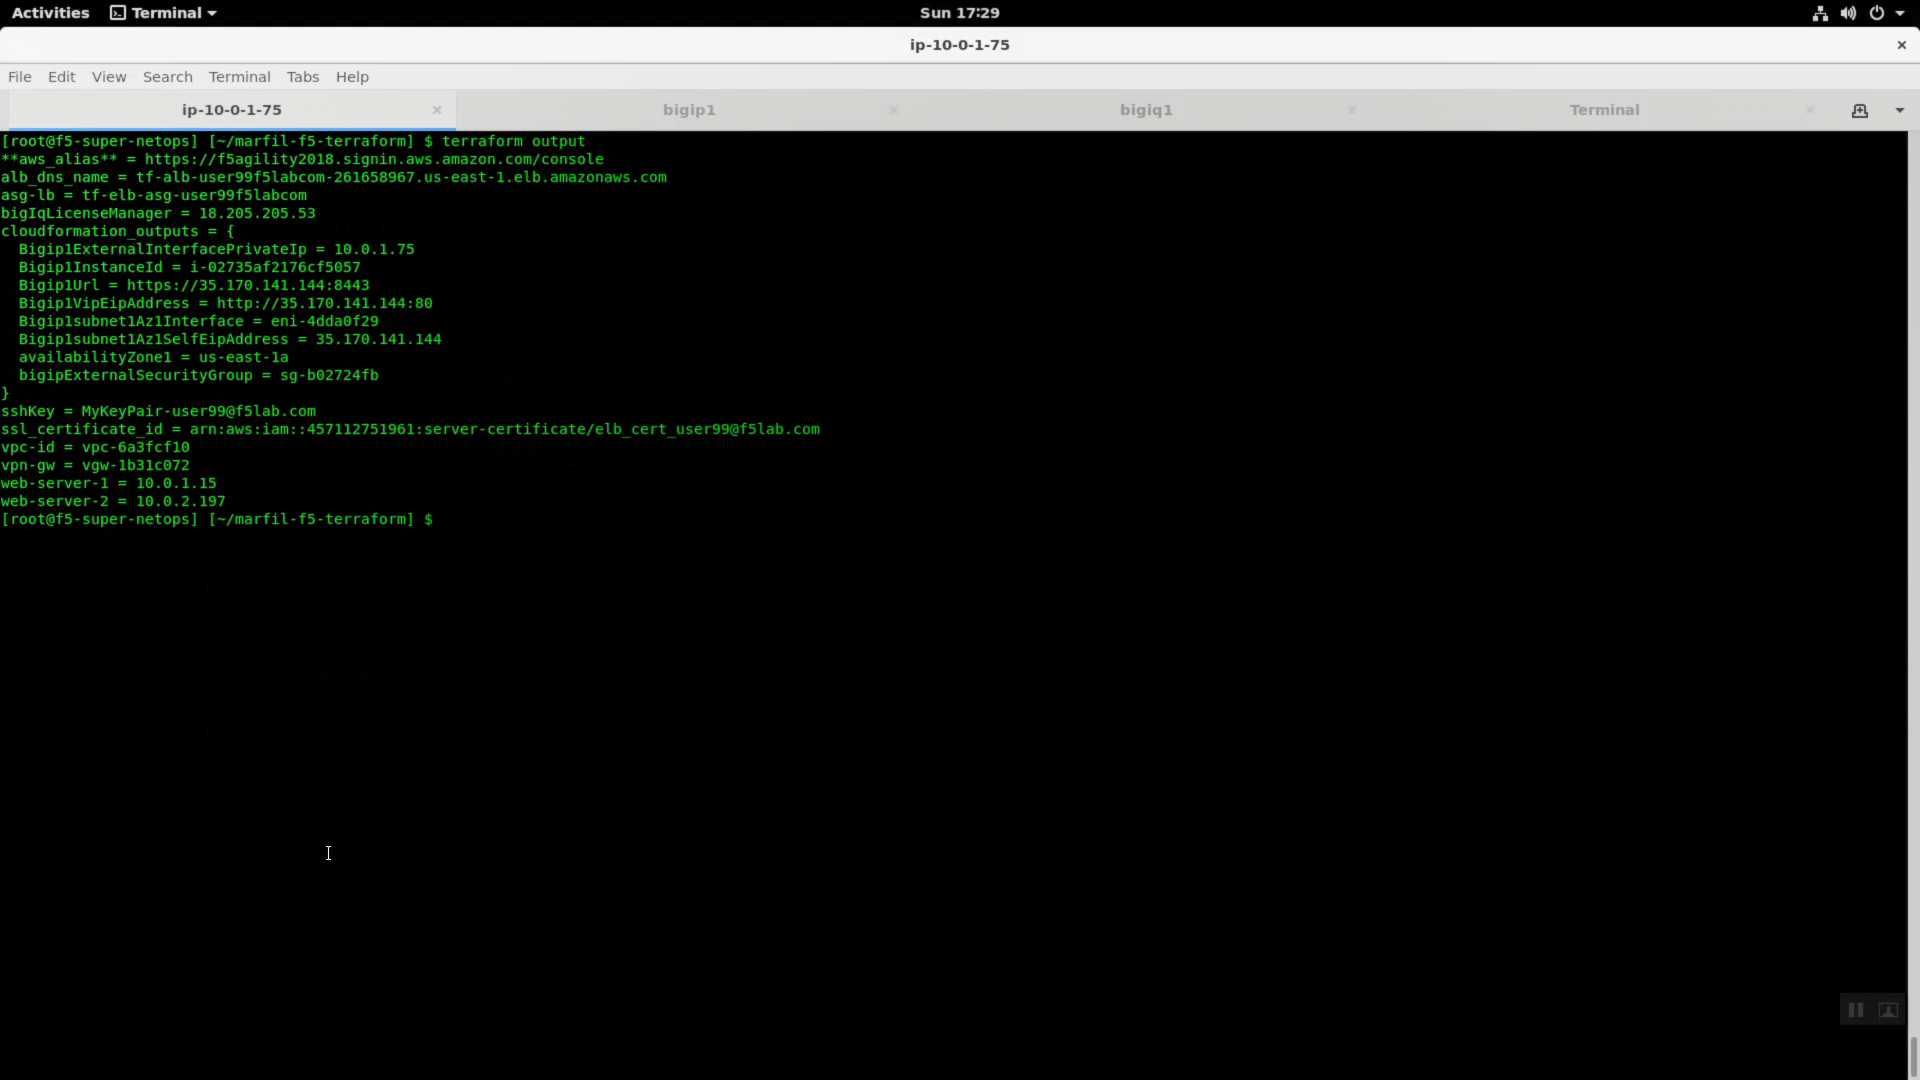 Activities Terminal Sun 17:29
ip-10-0-1-75
File Edit View Search Terminal Tabs Help
ip-10-0-1-75 bigip1 bigiq1 Terminal
[root@f5-super-netops] [~/marfil-f5-terraform] $ terraform output
**aws_alias** = https://f5agility2018.signin.aws.amazon.com/console
alb_dns_name = tf-alb-user99f5labcom-261658967.us-east-1.elb.amazonaws.com
asg-lb = tf-elb-asg-user99f5labcom
bigIqLicenseManager = 18.205.205.53
cloudformation_outputs = {
  Bigip1ExternalInterfacePrivateIp = 10.0.1.75
  Bigip1InstanceId = i-02735af2176cf5057
  Bigip1Url = https://35.170.141.144:8443
  Bigip1VipEipAddress = http://35.170.141.144:80
  Bigip1subnet1Az1Interface = eni-4dda0f29
  Bigip1subnet1Az1SelfEipAddress = 35.170.141.144
  availabilityZone1 = us-east-1a
  bigipExternalSecurityGroup = sg-b02724fb
}
sshKey = MyKeyPair-user99@f5lab.com
ssl_certificate_id = arn:aws:iam::457112751961:server-certificate/elb_cert_user99@f5lab.com
vpc-id = vpc-6a3fcf10
vpn-gw = vgw-1b31c072
web-server-1 = 10.0.1.15
web-server-2 = 10.0.2.197
[root@f5-super-netops] [~/marfil-f5-terraform] $